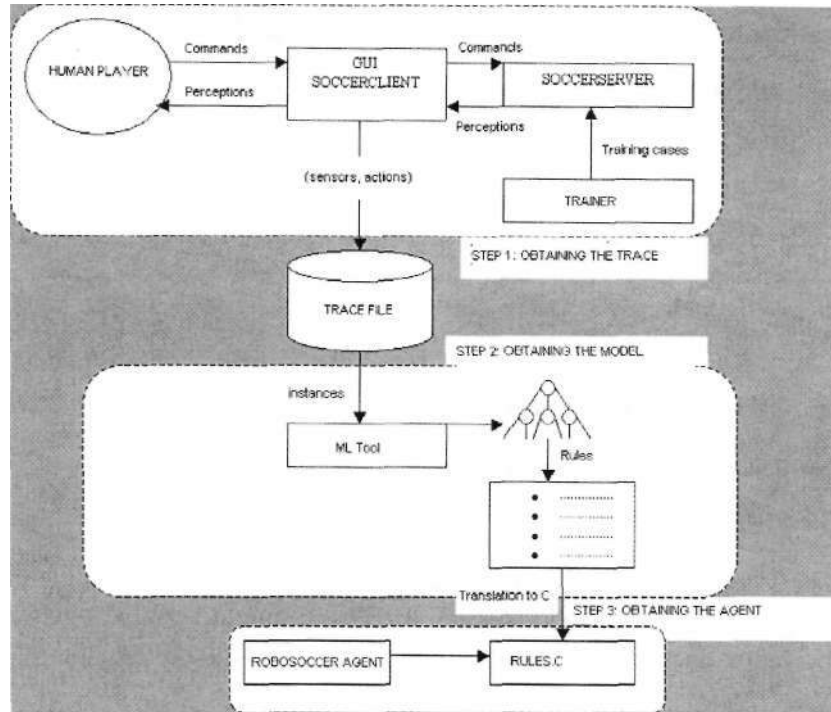 Commands
HUMAN PLAYER
Perceptions
GUI
SOCCERCLIENT
Commands
Perceptions
SOCCERSERVER
Training cases
TRAINER
(sensors, actions)
STEP 1: OBTAINING THE TRACE
TRACE FILE
STEP 2: OBTAINING THE MODEL
instances
ML Tool
Rules
Translation to C
STEP 3: OBTAINING THE AGENT
ROBOSOCCER AGENT
RULES.C